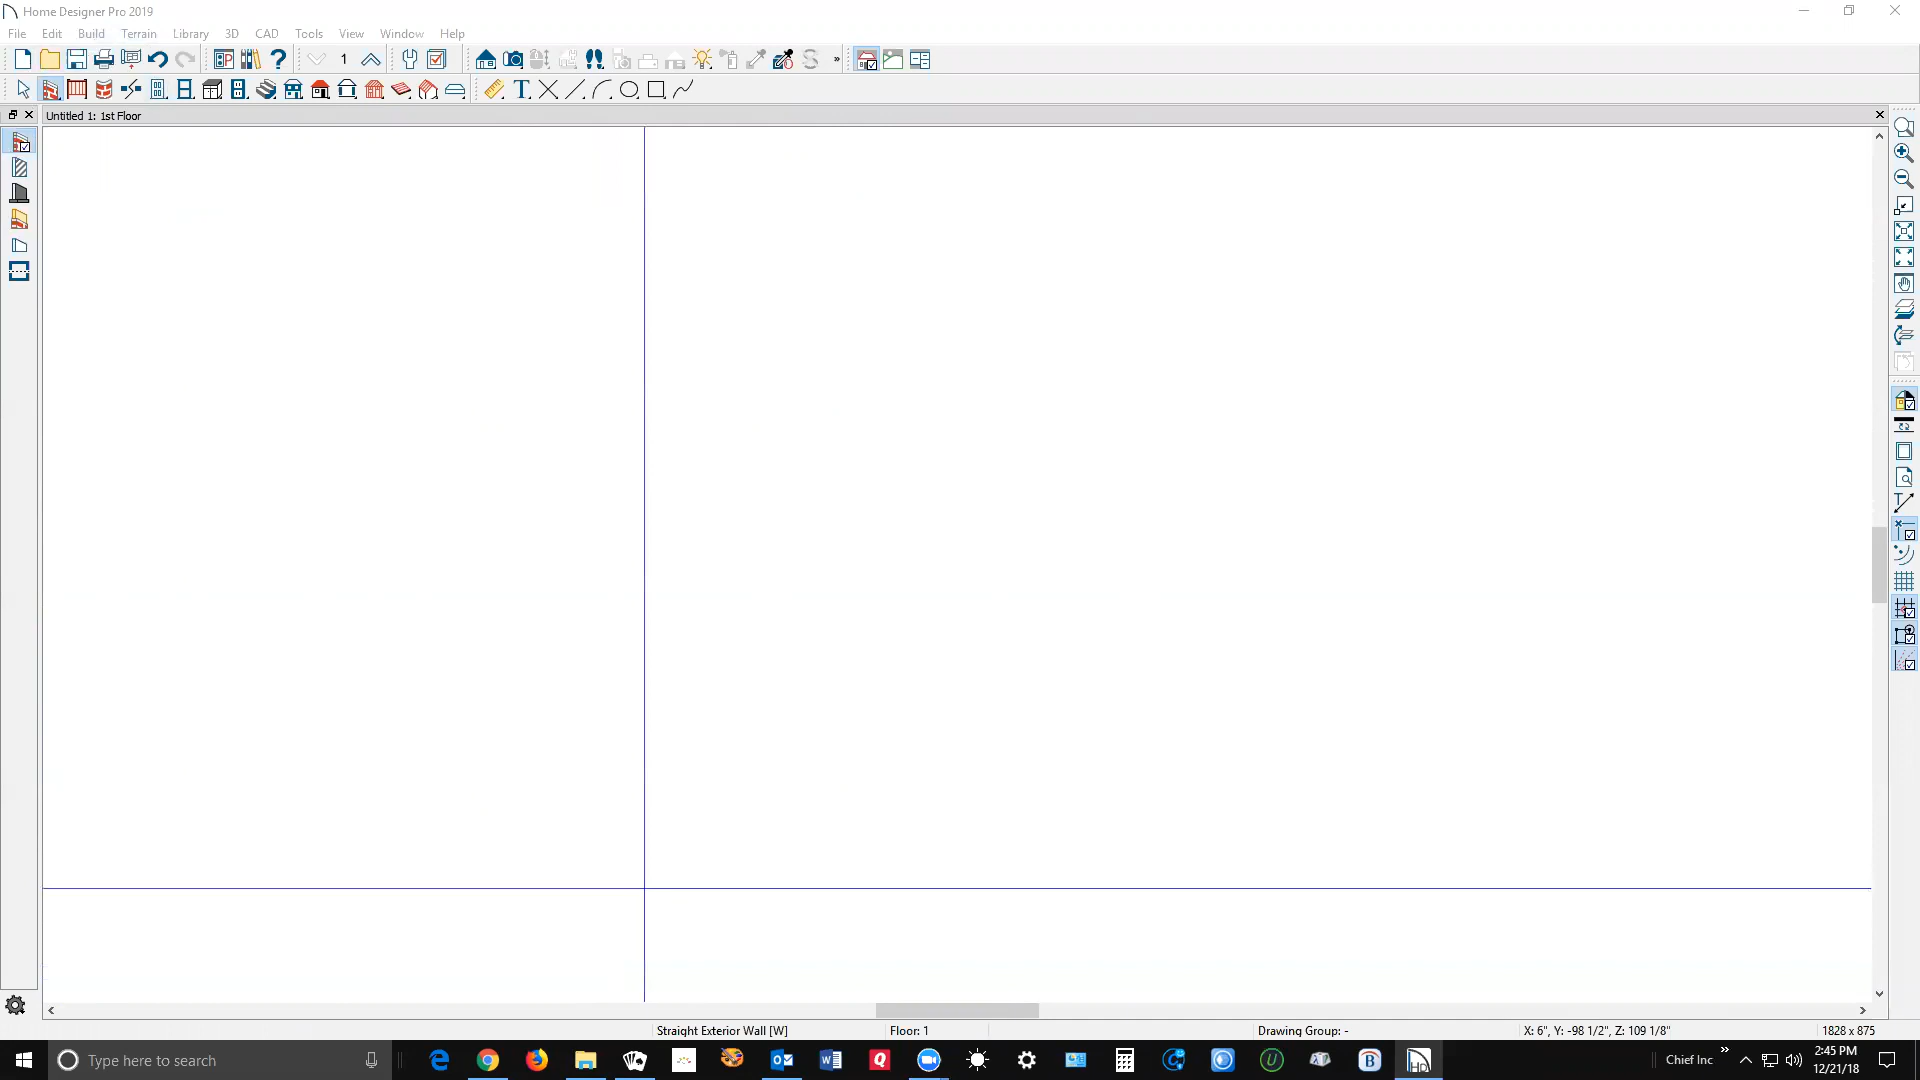 Home Designer Pro 2019
File Edit Build Terrain Library 3D CAD Tools View Window Help
1
Untitled 1: 1st Floor
Straight Exterior Wall [W] Floor: 1 Drawing Group: - X: 6", Y: -98 1/2", Z: 109 1/8" 1828 x 875
Type here to search
Chief Inc
2:45 PM
12/21/18